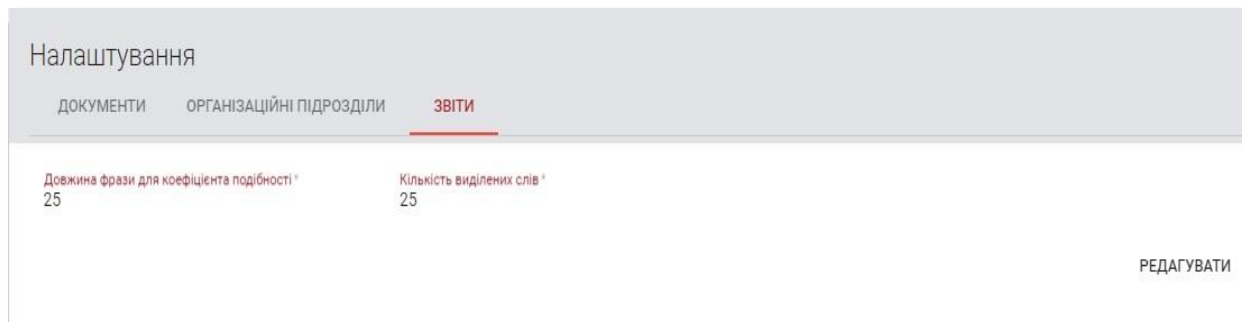 Налаштування
ДОКУМЕНТИ ОРГАНІЗАЦІЙНІ ПІДРОЗДІЛИ ЗВІТИ
Довжина фрази для коефіцієнта подібності * Кількість виділених слів *
25 25
РЕДАГУВАТИ